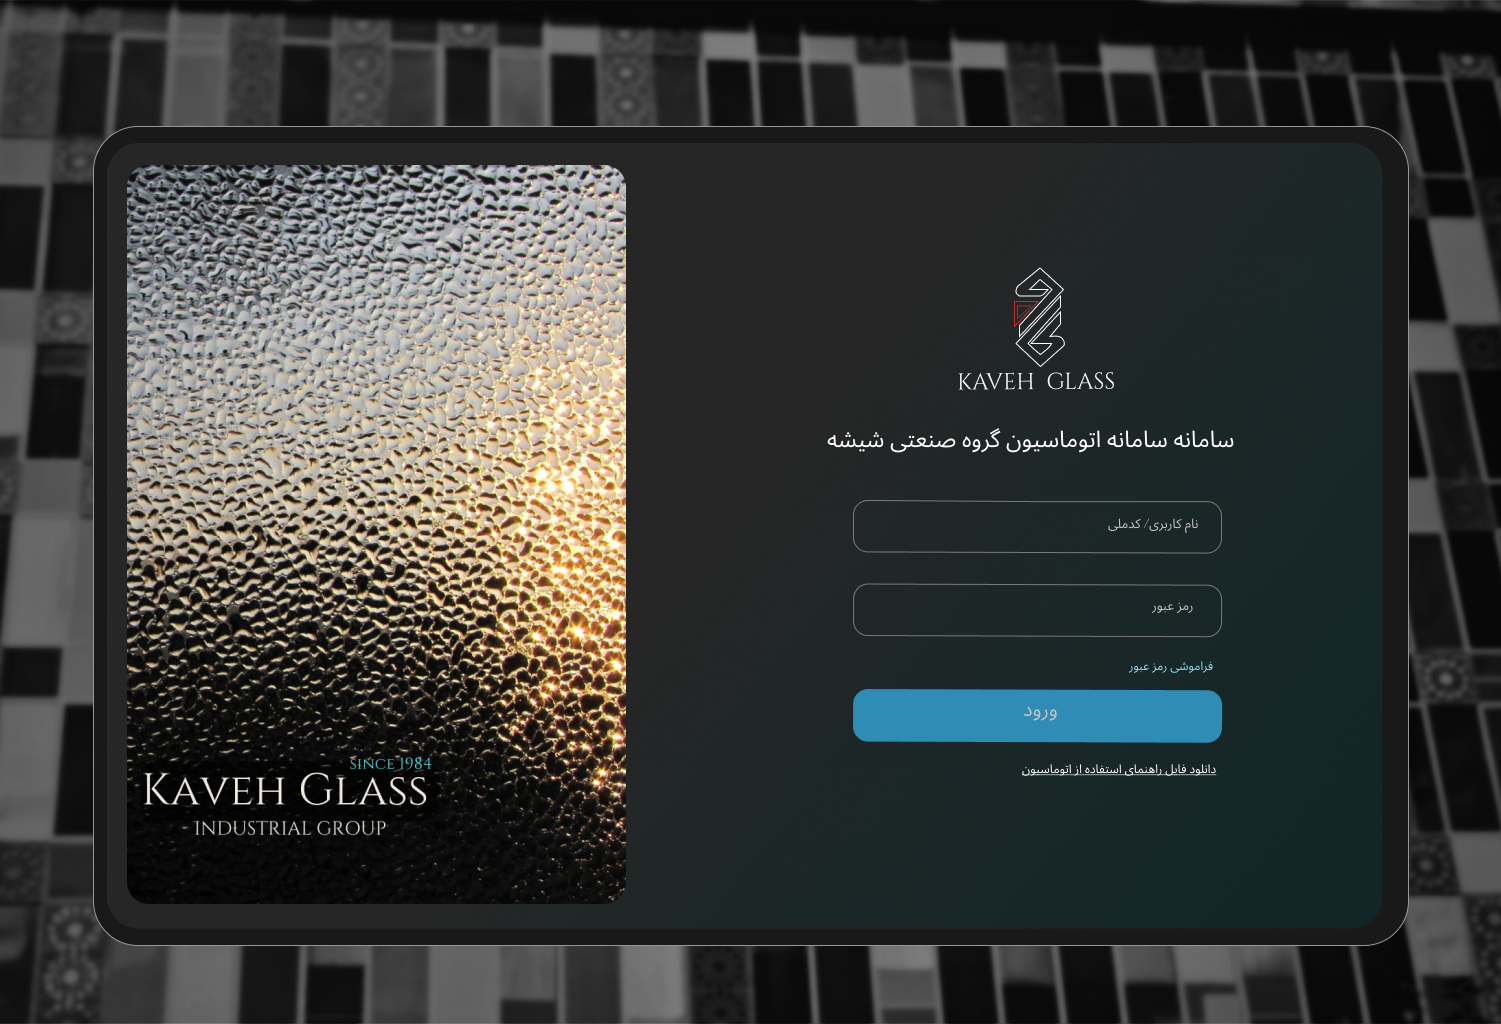 SINCE 1984
KAVEH GLASS
INDUSTRIAL GROUP
KAVEH GLASS
سامانه سامانه اتوماسیون گروه صنعتی شیشه
نام کاربری/ کدملی
رمز عبور
فراموشی رمز عبور
ورود
دانلود فایل راهنمای استفاده از اتوماسیون